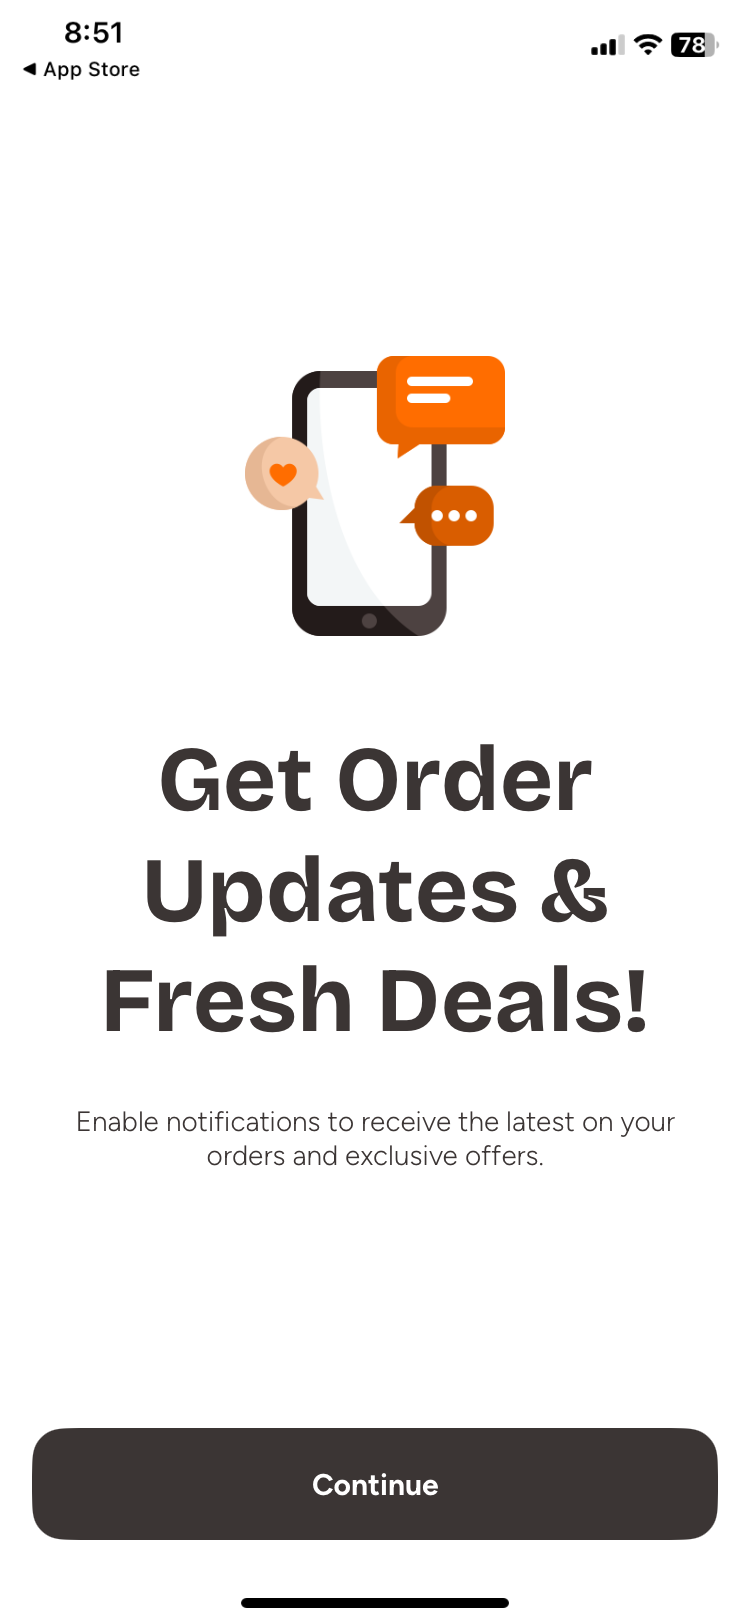 8:51
◀ App Store
78
Get Order
Updates &
Fresh Deals!
Enable notifications to receive the latest on your
orders and exclusive offers.
Continue